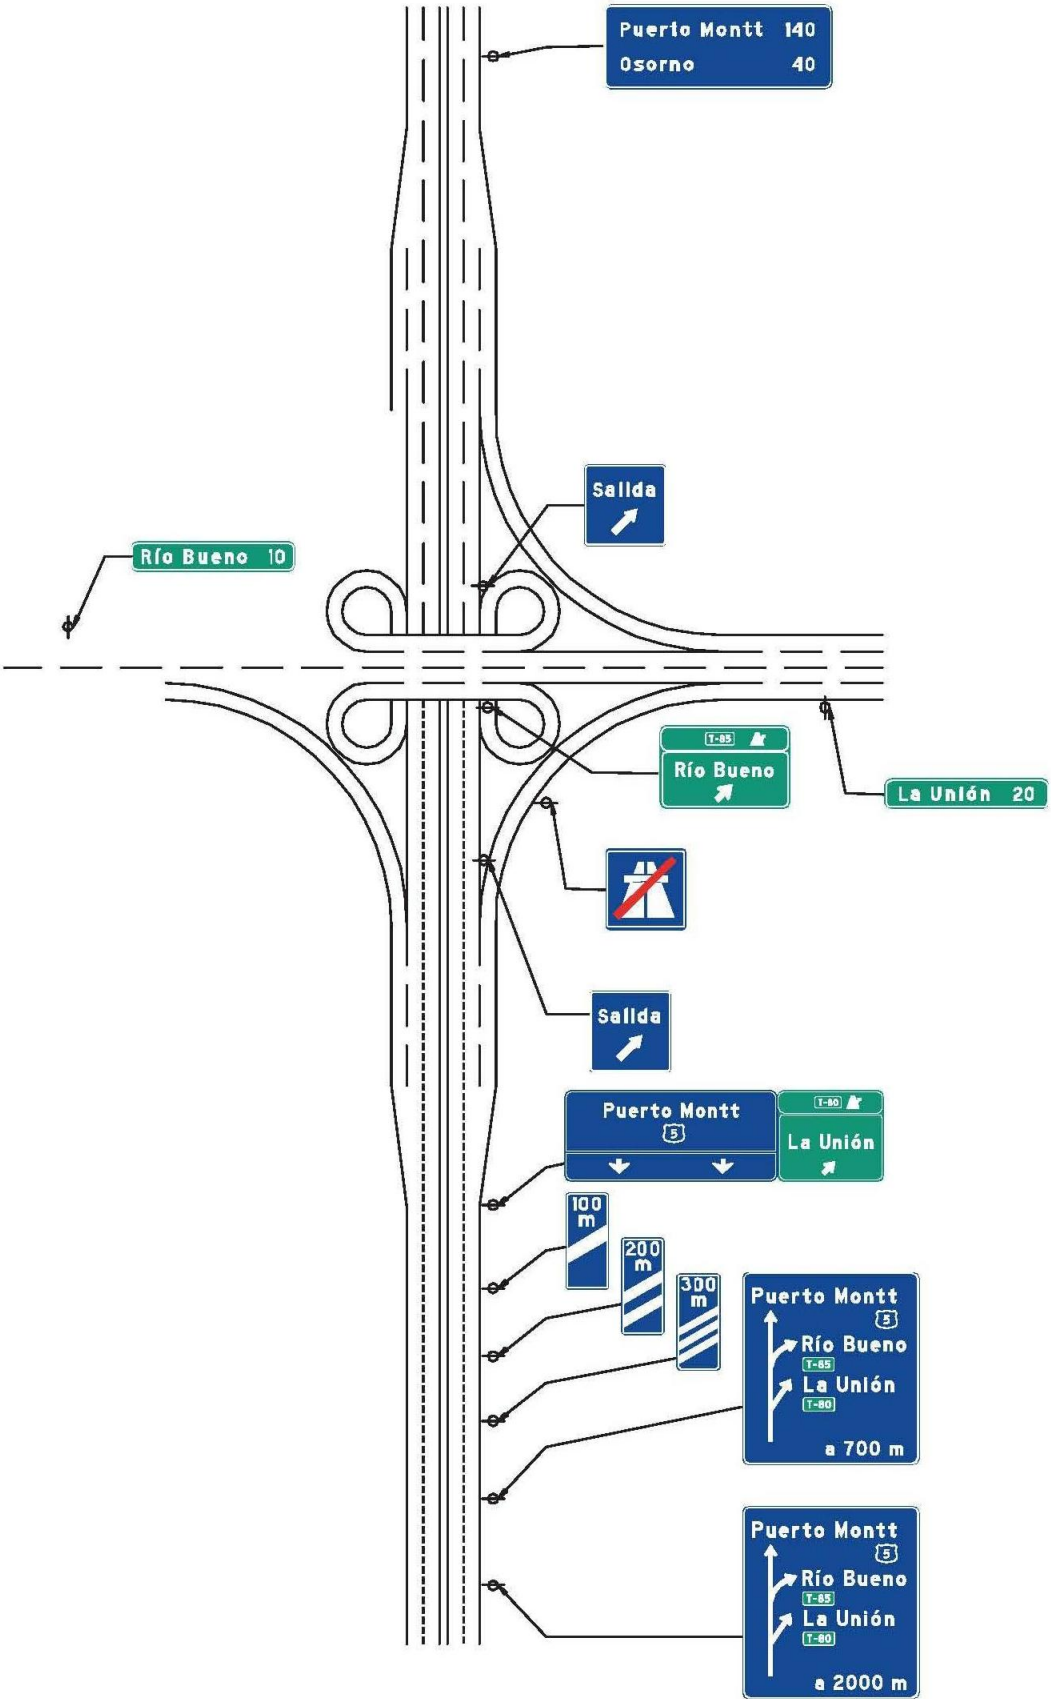 Puerto Montt 140
Osorno 40
Salida
Río Bueno 10
T-85
Río Bueno
La Unión 20
Salida
Puerto Montt
5
T-80
La Unión
100
m
200
m
300
m
Puerto Montt
5
Río Bueno
T-85
La Unión
T-80
a 700 m
Puerto Montt
5
Río Bueno
T-85
La Unión
T-80
a 2000 m